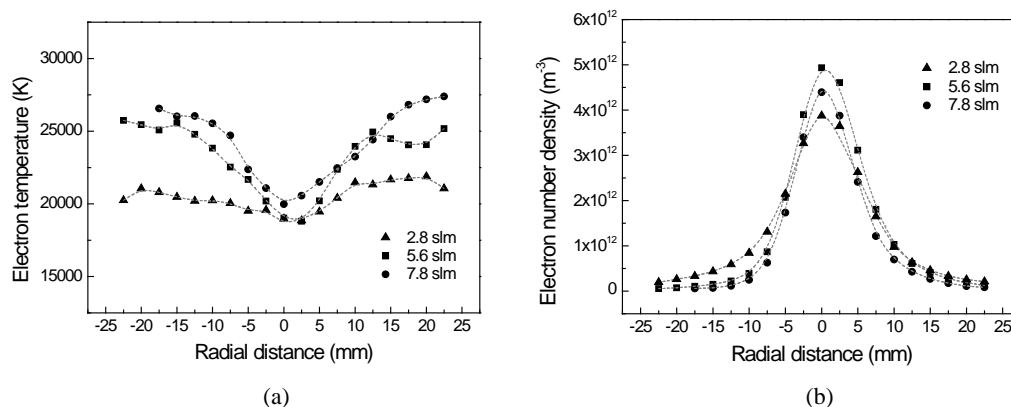 Electron temperature (K)
30000
25000
20000
15000
2.8 slm
5.6 slm
7.8 slm
-25 -20 -15 -10 -5 0 5 10 15 20 25
Radial distance (mm)
(a)
Electron number density (m⁻³)
6x10¹²
5x10¹²
4x10¹²
3x10¹²
2x10¹²
1x10¹²
0
2.8 slm
5.6 slm
7.8 slm
-25 -20 -15 -10 -5 0 5 10 15 20 25
Radial distance (mm)
(b)